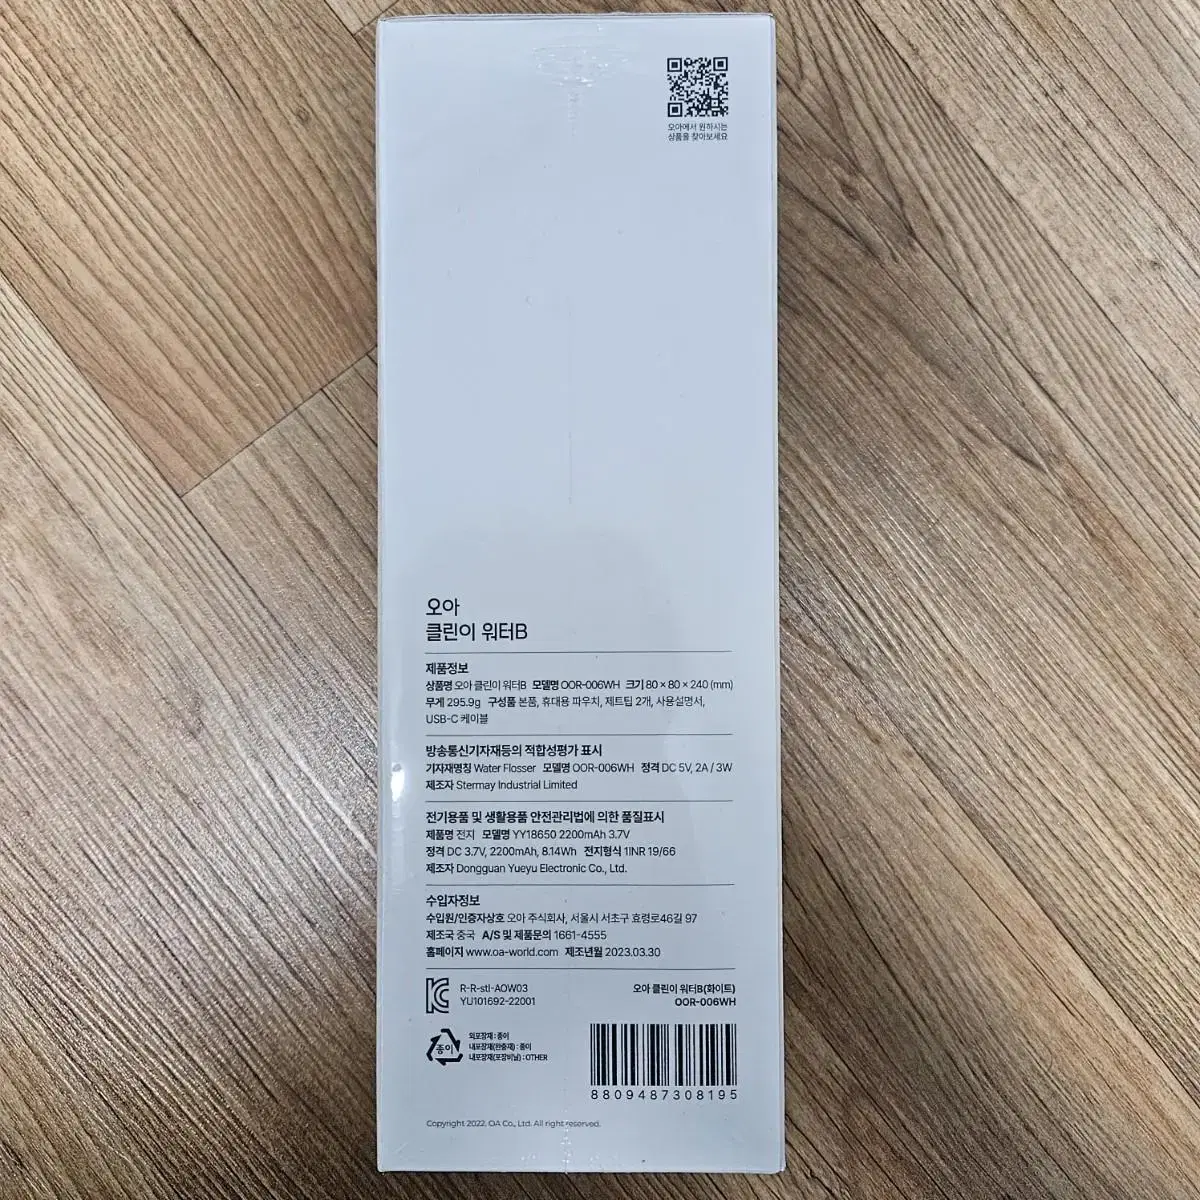 오아에서 원하시는
상품을 찾아보세요
오아
클린이 워터B
제품정보
상품명 오아 클린이 워터B 모델명 OOR-006WH 크기 80 × 80 × 240 (mm)
무게 295.9g 구성품 본품, 휴대용 파우치, 제트팁 2개, 사용설명서,
USB-C 케이블
방송통신기자재등의 적합성평가 표시
기자재명칭 Water Flosser 모델명 OOR-006WH 정격 DC 5V, 2A / 3W
제조자 Stermay Industrial Limited
전기용품 및 생활용품 안전관리법에 의한 품질표시
제품명 전지 모델명 YY18650 2200mAh 3.7V
정격 DC 3.7V, 2200mAh, 8.14Wh 전지형식 1INR 19/66
제조자 Dongguan Yueyu Electronic Co., Ltd.
수입자정보
수입원/인증자상호 오아 주식회사, 서울시 서초구 효령로46길 97
제조국 중국 A/S 및 제품문의 1661-4555
홈페이지 www.oa-world.com 제조년월 2023.03.30
R-R-stl-AOW03
YU101692-22001
오아 클린이 워터B(화이트)
OOR-006WH
종이
외포장재 : 종이
내포장재(완충재) : 종이
내포장재(포장비닐) : OTHER
8809487308195
Copyright 2022. OA Co., Ltd. All right reserved.